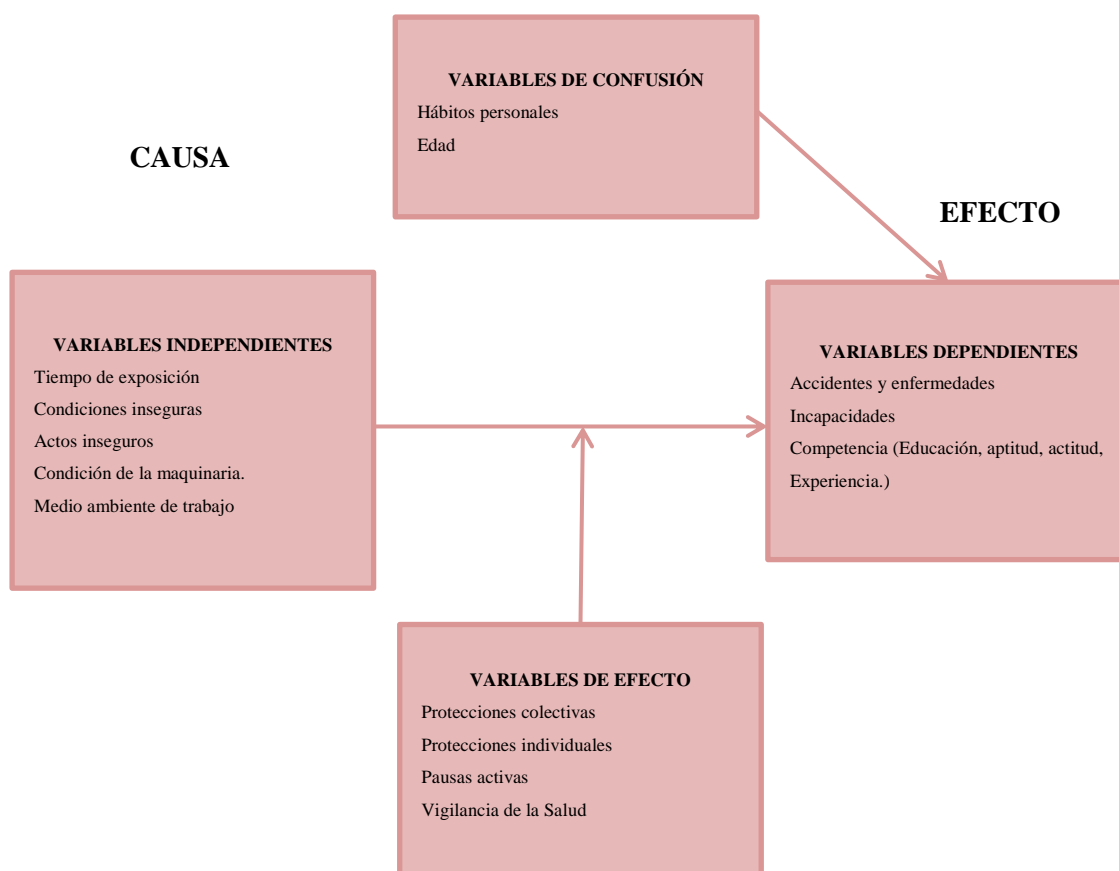 VARIABLES DE CONFUSIÓN
Hábitos personales
Edad
CAUSA
EFECTO
VARIABLES INDEPENDIENTES
Tiempo de exposición
Condiciones inseguras
Actos inseguros
Condición de la maquinaria.
Medio ambiente de trabajo
VARIABLES DEPENDIENTES
Accidentes y enfermedades
Incapacidades
Competencia (Educación, aptitud, actitud,
Experiencia.)
VARIABLES DE EFECTO
Protecciones colectivas
Protecciones individuales
Pausas activas
Vigilancia de la Salud